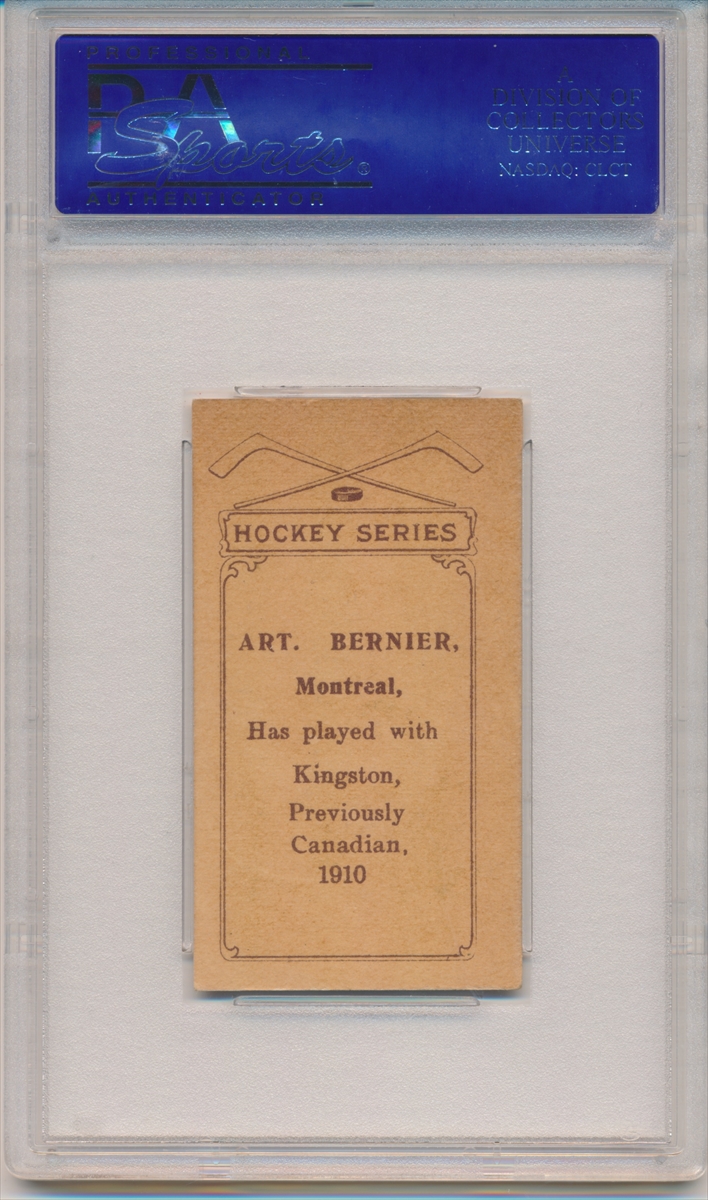 PROFESSIONAL
PSA
Sports®
AUTHENTICATOR
A
DIVISION OF
COLLECTORS
UNIVERSE
NASDAQ: CLCT
HOCKEY SERIES
ART. BERNIER,
Montreal,
Has played with
Kingston,
Previously
Canadian,
1910